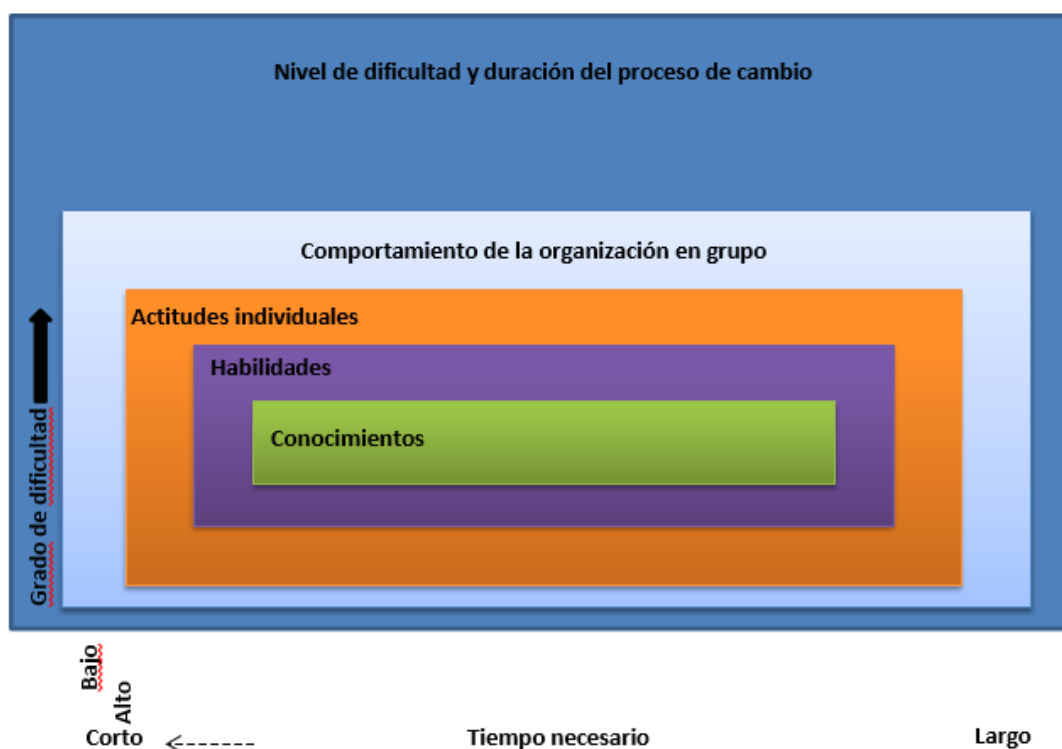 Nivel de dificultad y duración del proceso de cambio
Comportamiento de la organización en grupo
Actitudes individuales
Habilidades
Conocimientos
Grado de dificultad
Bajo
Alto
Corto
Tiempo necesario
Largo